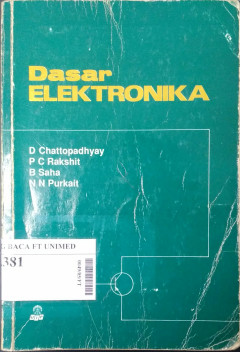 Dasar
ELEKTRONIKA
D Chattopadhyay
P C Rakshit
B Saha
N N Purkait
BACA FT UNIMED
381